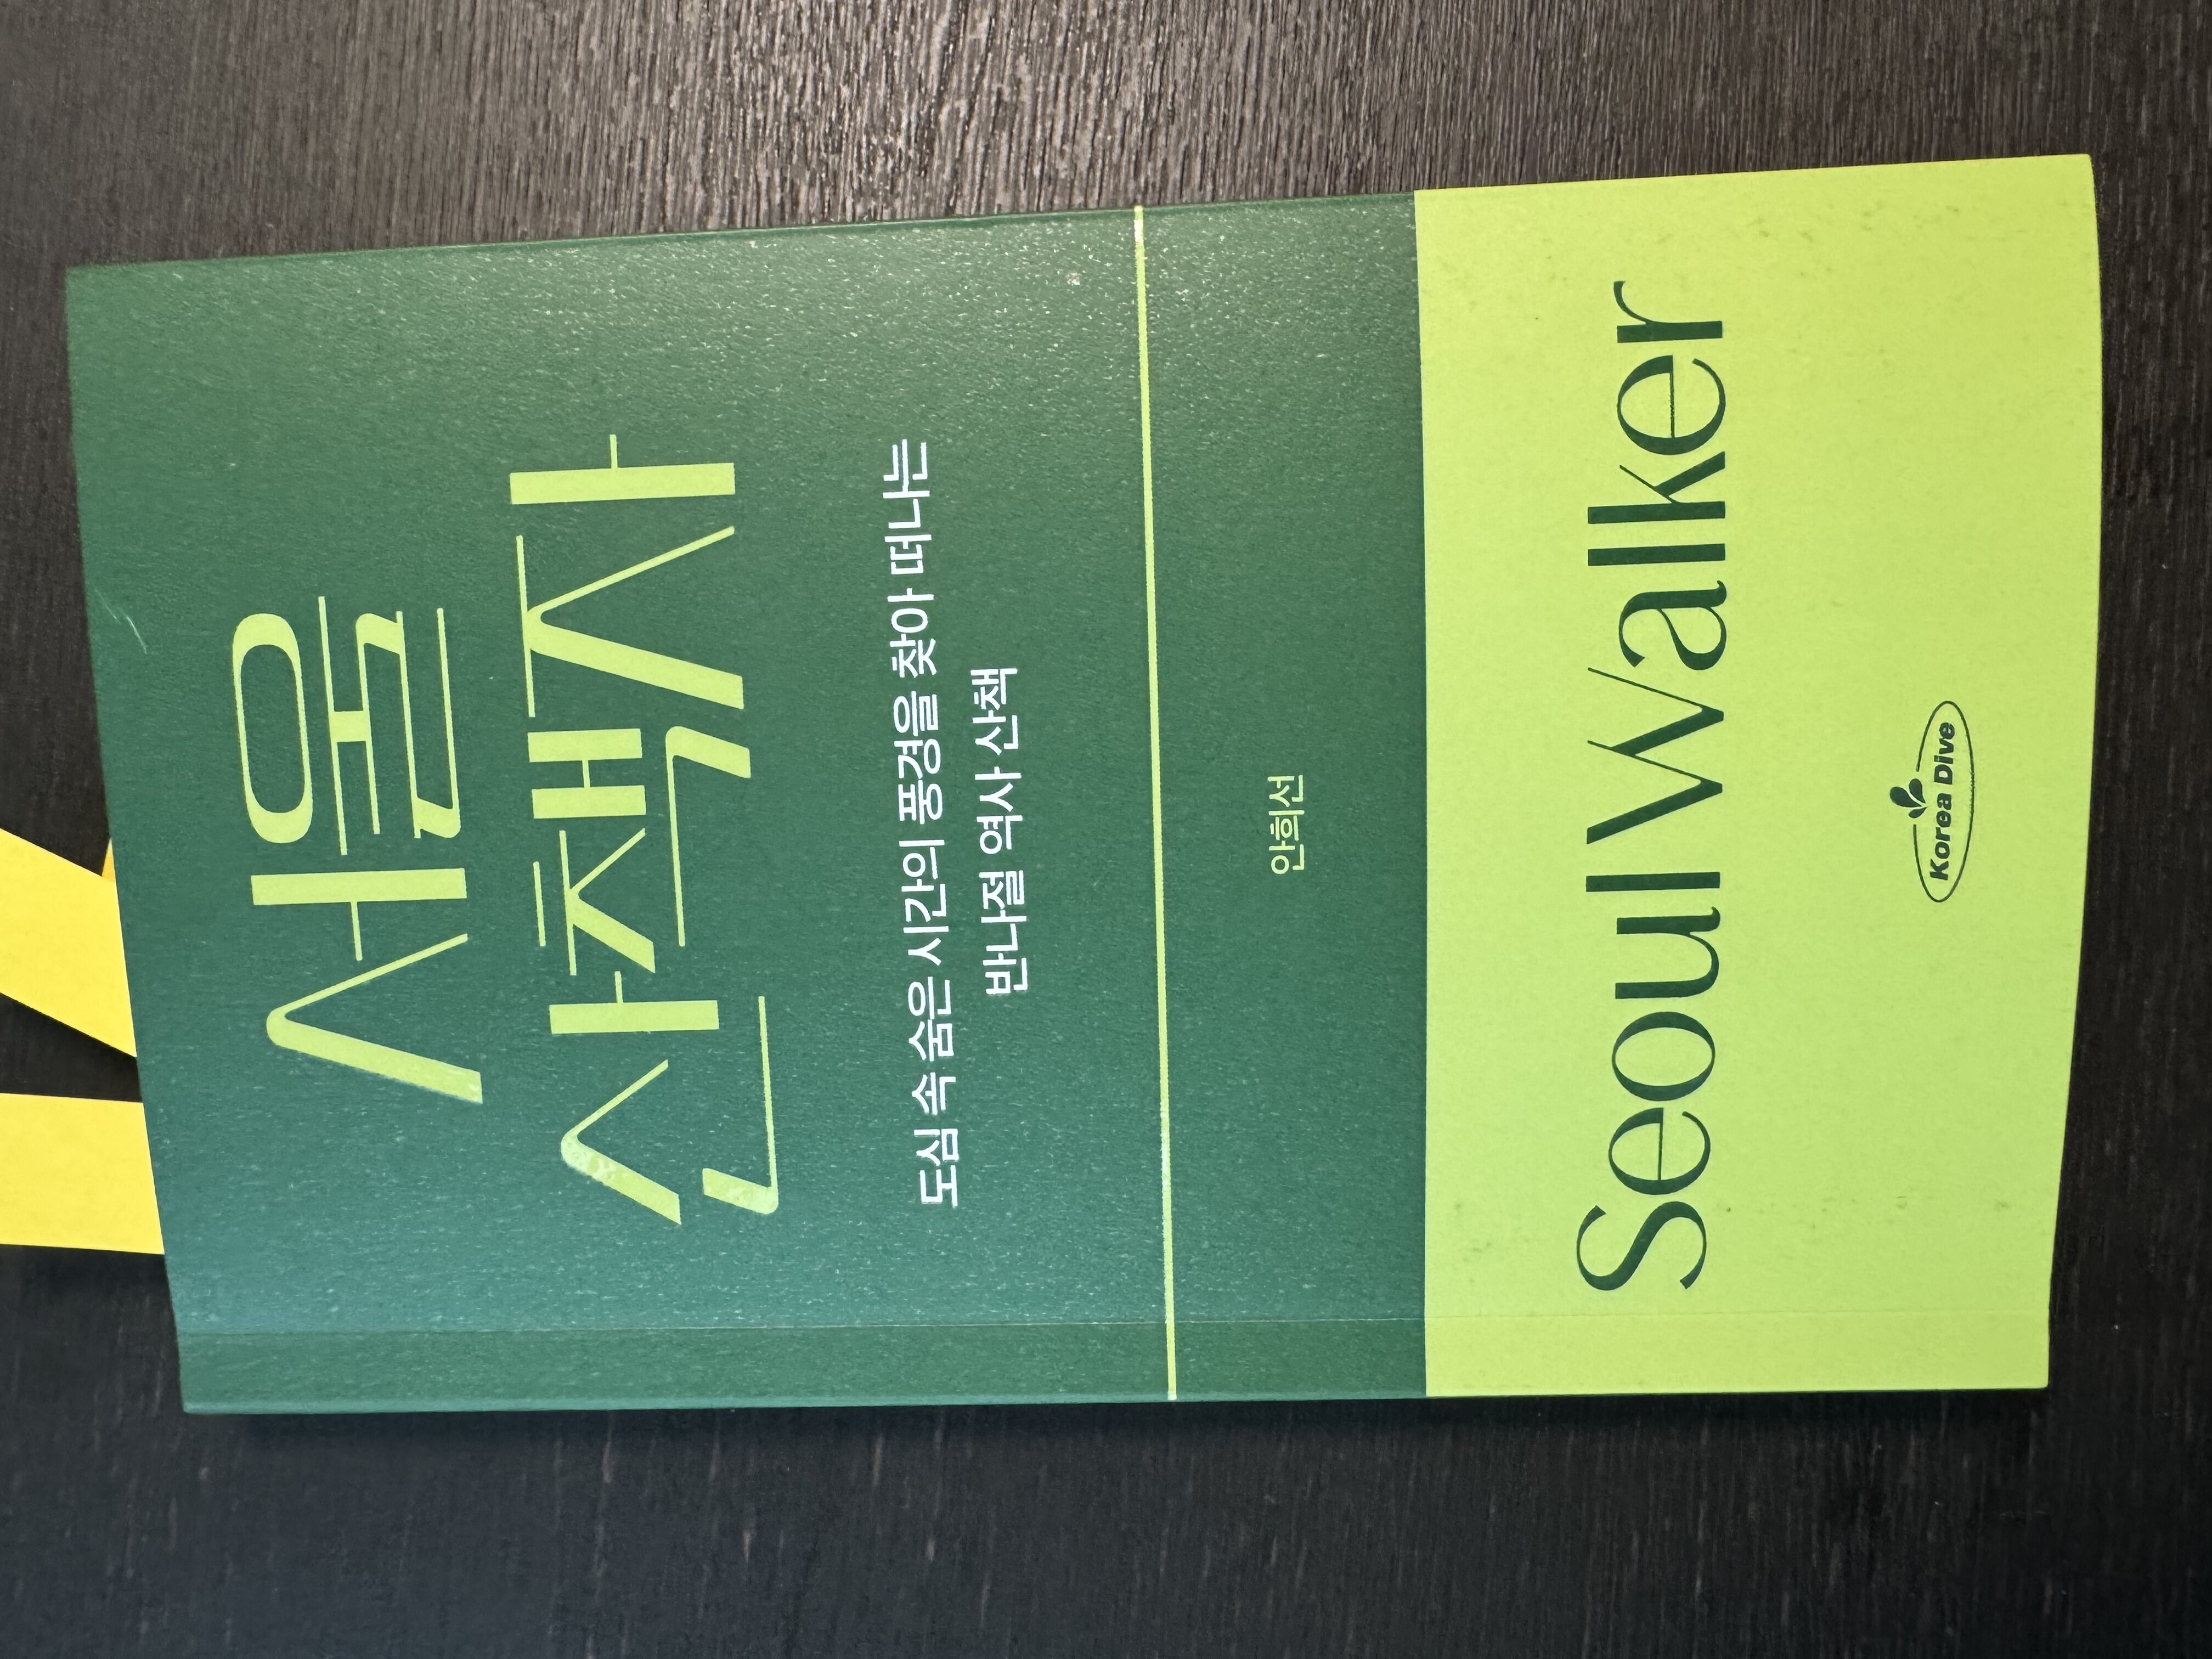 서울
산책자
도심 속 숨은 시간의 풍경을 찾아 떠나는
반나절 역사 산책
안희선
Seoul Walker
Korea Dive